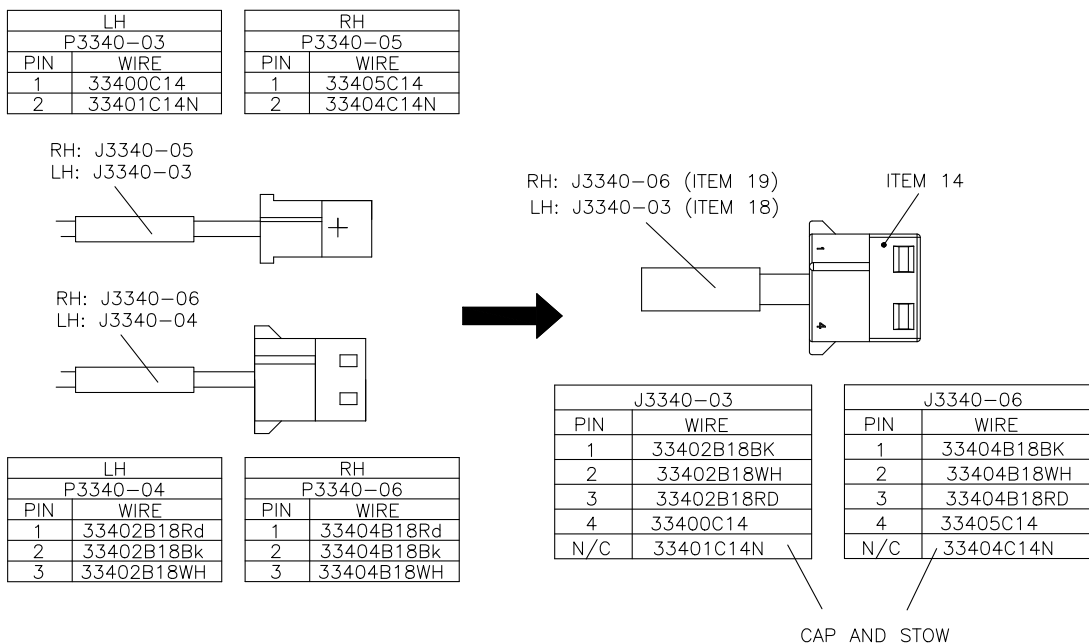 LH
P3340-03
PIN WIRE
1 33400C14
2 33401C14N
RH
P3340-05
PIN WIRE
1 33405C14
2 33404C14N
RH: J3340-05
LH: J3340-03
RH: J3340-06
LH: J3340-04
LH
P3340-04
PIN WIRE
1 33402B18Rd
2 33402B18Bk
3 33402B18WH
RH
P3340-06
PIN WIRE
1 33404B18Rd
2 33404B18Bk
3 33404B18WH
RH: J3340-06 (ITEM 19)
LH: J3340-03 (ITEM 18)
ITEM 14
1
4
J3340-03
PIN WIRE
1 33402B18BK
2 33402B18WH
3 33402B18RD
4 33400C14
N/C 33401C14N
J3340-06
PIN WIRE
1 33404B18BK
2 33404B18WH
3 33404B18RD
4 33405C14
N/C 33404C14N
CAP AND STOW